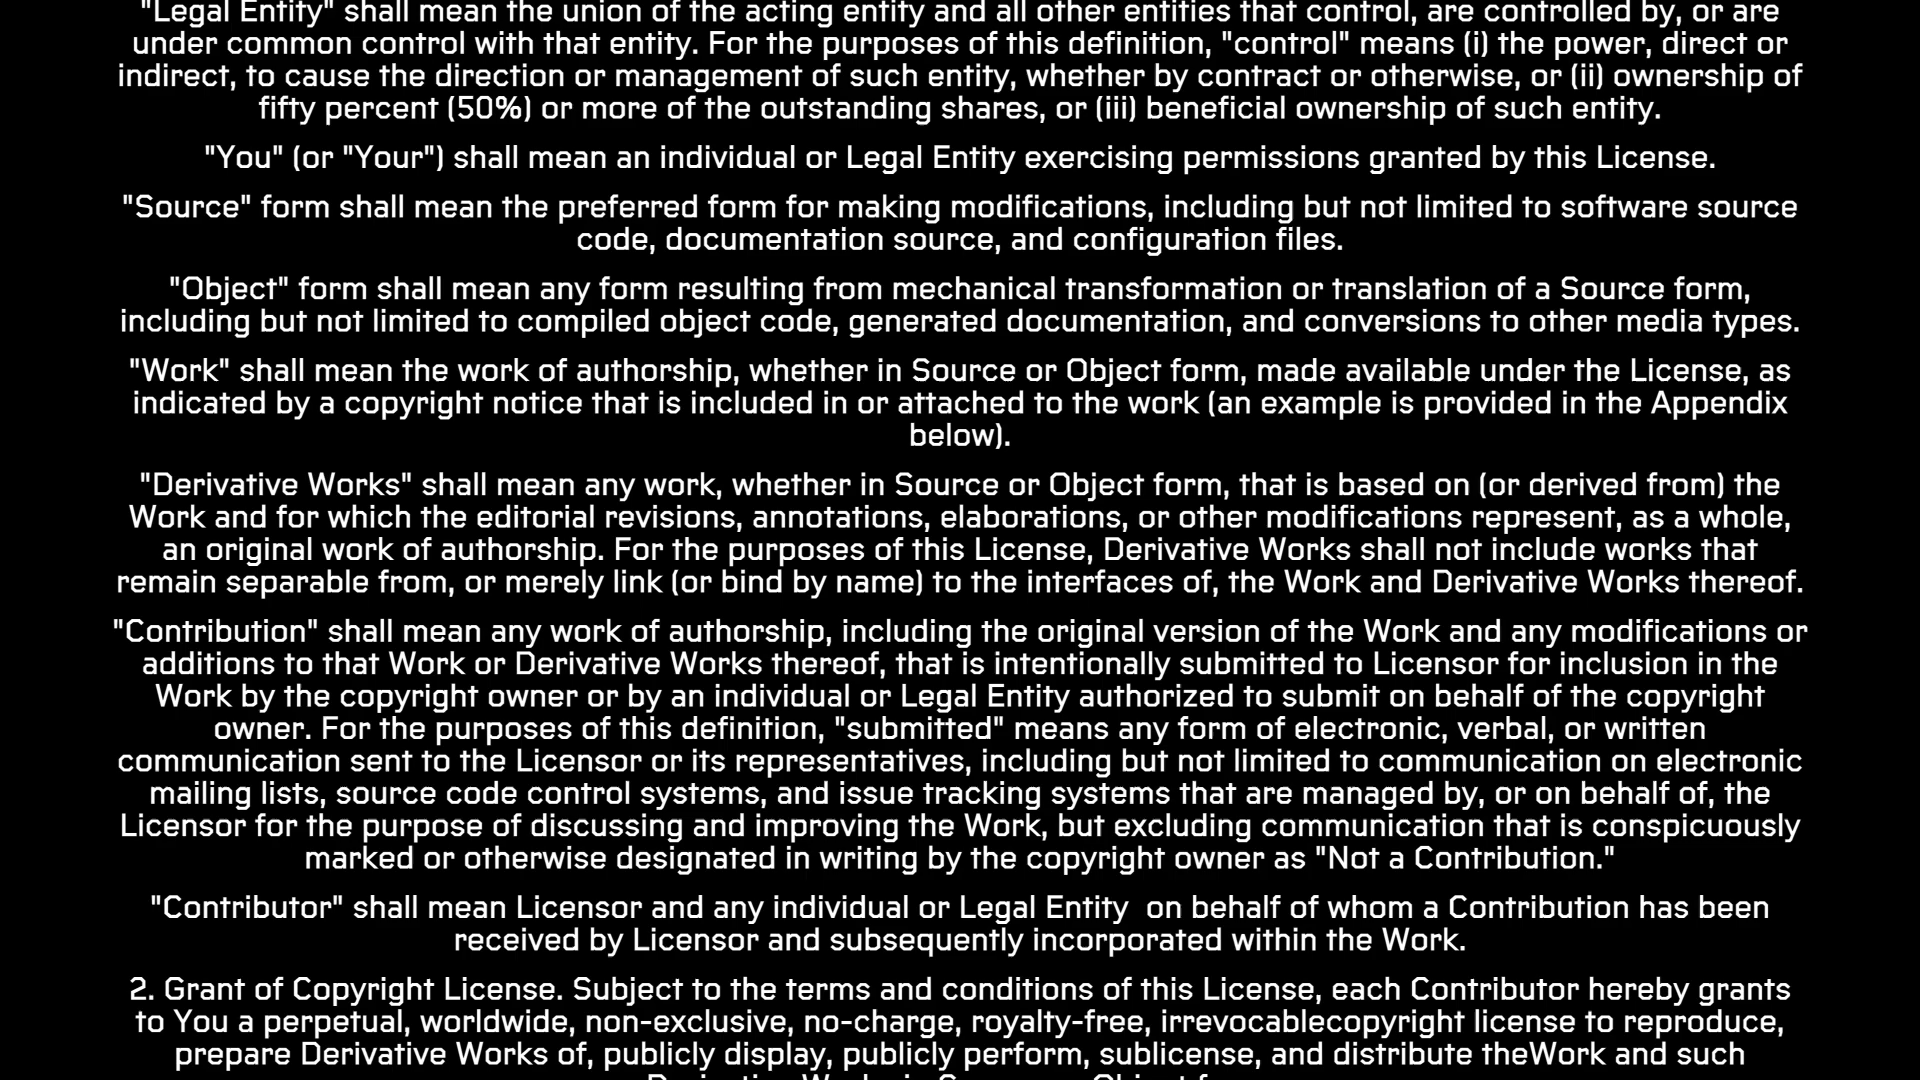 "Legal Entity" shall mean the union of the acting entity and all other entities that control, are controlled by, or are
under common control with that entity. For the purposes of this definition, "control" means (i) the power, direct or
indirect, to cause the direction or management of such entity, whether by contract or otherwise, or (ii) ownership of
fifty percent (50%) or more of the outstanding shares, or (iii) beneficial ownership of such entity.
"You" (or "Your") shall mean an individual or Legal Entity exercising permissions granted by this License.
"Source" form shall mean the preferred form for making modifications, including but not limited to software source
code, documentation source, and configuration files.
"Object" form shall mean any form resulting from mechanical transformation or translation of a Source form,
including but not limited to compiled object code, generated documentation, and conversions to other media types.
"Work" shall mean the work of authorship, whether in Source or Object form, made available under the License, as
indicated by a copyright notice that is included in or attached to the work (an example is provided in the Appendix
below).
"Derivative Works" shall mean any work, whether in Source or Object form, that is based on (or derived from) the
Work and for which the editorial revisions, annotations, elaborations, or other modifications represent, as a whole,
an original work of authorship. For the purposes of this License, Derivative Works shall not include works that
remain separable from, or merely link (or bind by name) to the interfaces of, the Work and Derivative Works thereof.
"Contribution" shall mean any work of authorship, including the original version of the Work and any modifications or
additions to that Work or Derivative Works thereof, that is intentionally submitted to Licensor for inclusion in the
Work by the copyright owner or by an individual or Legal Entity authorized to submit on behalf of the copyright
owner. For the purposes of this definition, "submitted" means any form of electronic, verbal, or written
communication sent to the Licensor or its representatives, including but not limited to communication on electronic
mailing lists, source code control systems, and issue tracking systems that are managed by, or on behalf of, the
Licensor for the purpose of discussing and improving the Work, but excluding communication that is conspicuously
marked or otherwise designated in writing by the copyright owner as "Not a Contribution."
"Contributor" shall mean Licensor and any individual or Legal Entity  on behalf of whom a Contribution has been
received by Licensor and subsequently incorporated within the Work.
2. Grant of Copyright License. Subject to the terms and conditions of this License, each Contributor hereby grants
to You a perpetual, worldwide, non-exclusive, no-charge, royalty-free, irrevocablecopyright license to reproduce,
prepare Derivative Works of, publicly display, publicly perform, sublicense, and distribute theWork and such